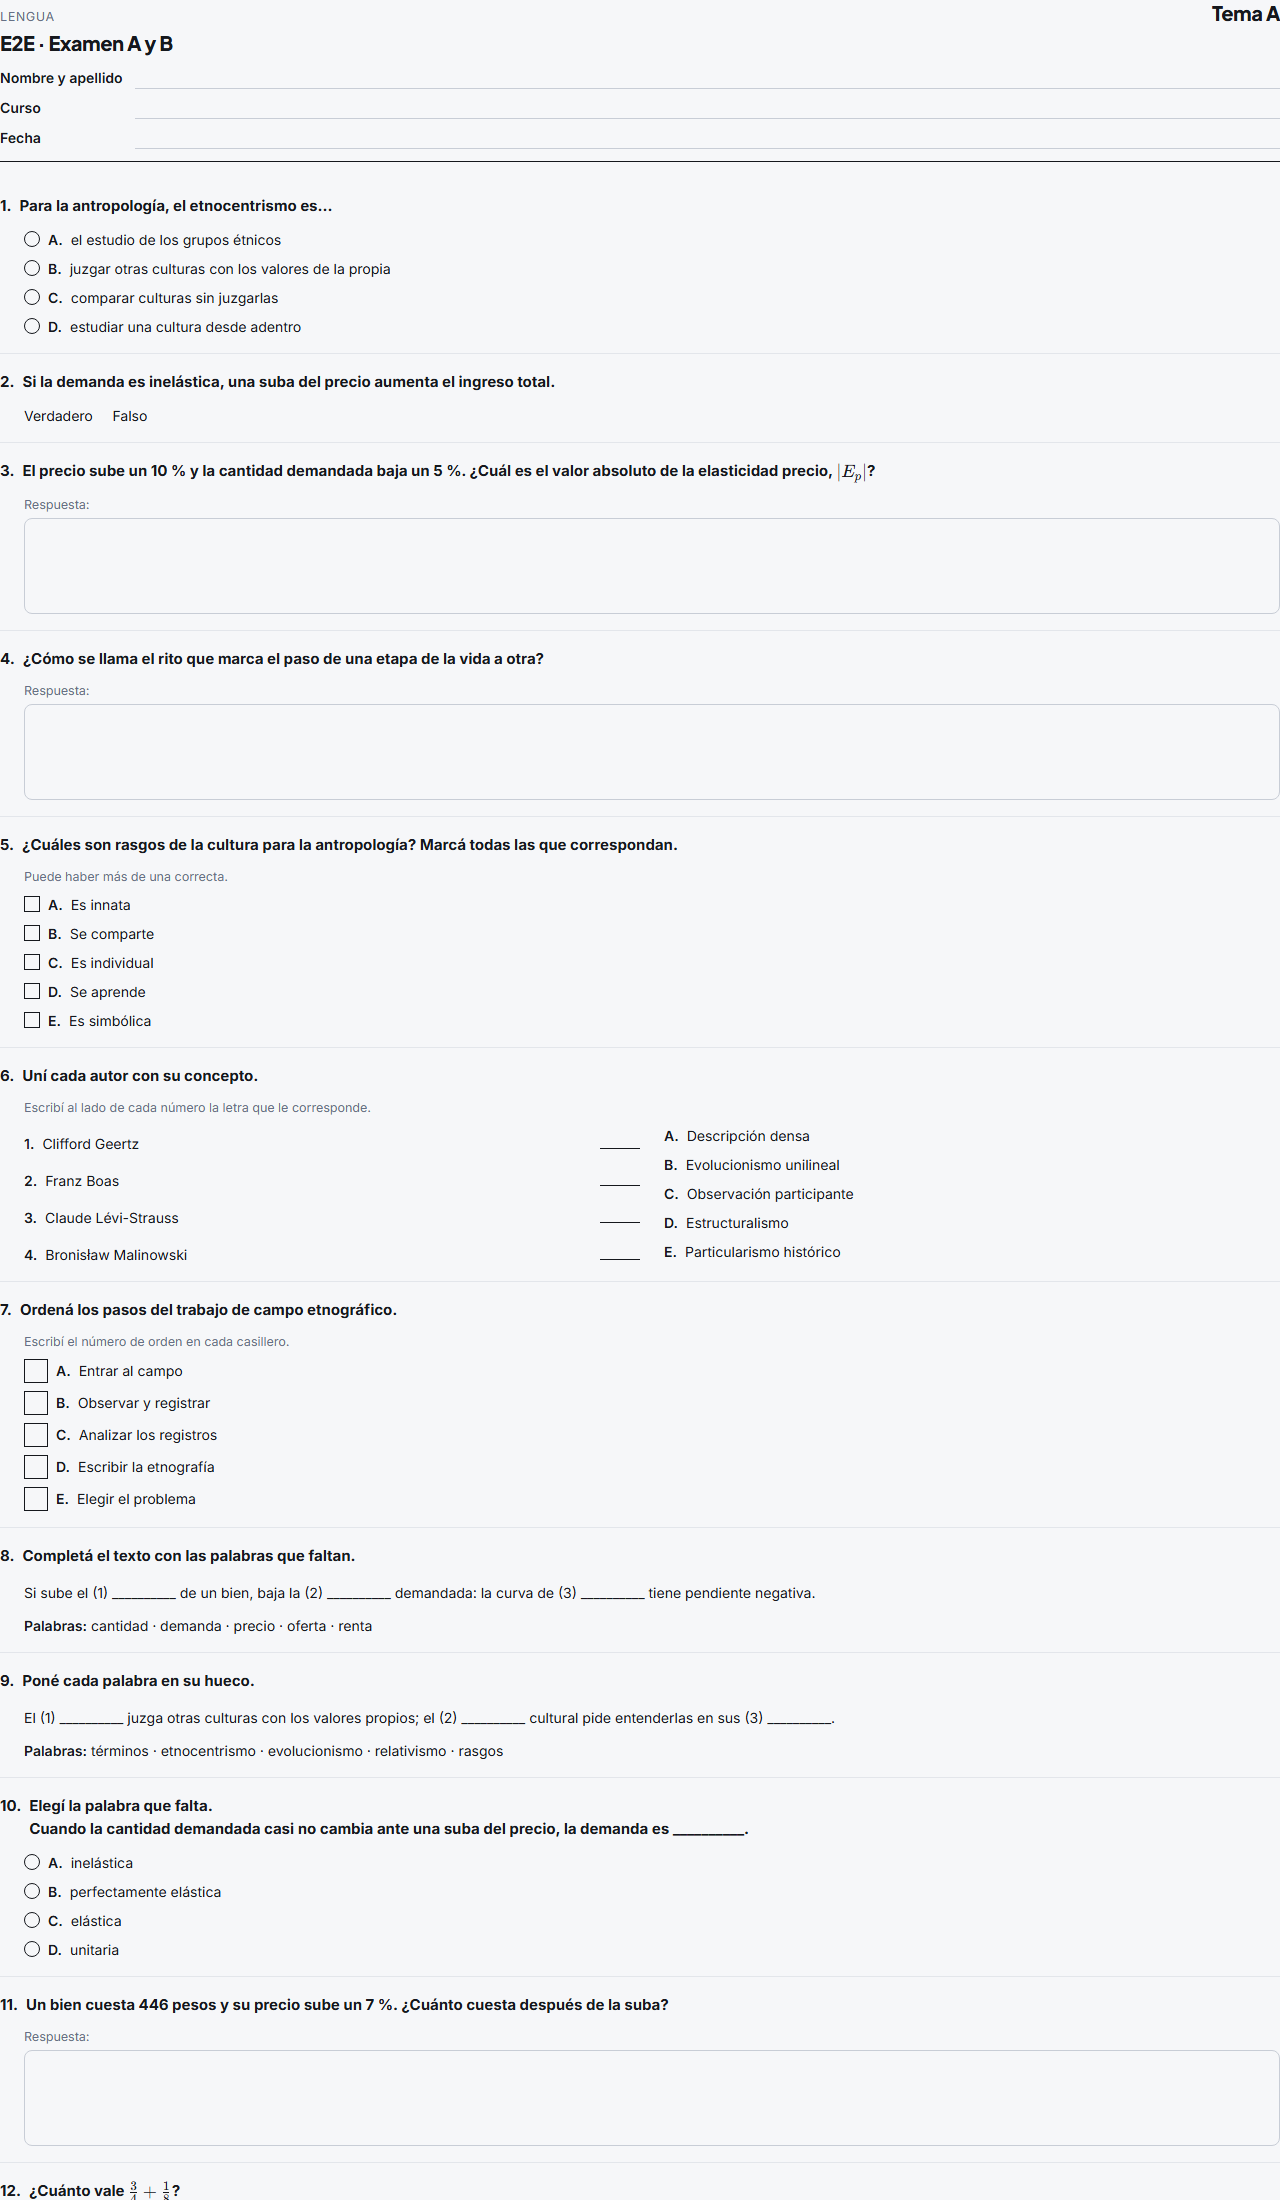 LENGUA
Tema A
E2E · Examen A y B
Nombre y apellido
Curso
Fecha
1. Para la antropología, el etnocentrismo es…
A. el estudio de los grupos étnicos
B. juzgar otras culturas con los valores de la propia
C. comparar culturas sin juzgarlas
D. estudiar una cultura desde adentro
2. Si la demanda es inelástica, una suba del precio aumenta el ingreso total.
Verdadero Falso
3. El precio sube un 10 % y la cantidad demandada baja un 5 %. ¿Cuál es el valor absoluto de la elasticidad precio, |E_p|?
Respuesta:
4. ¿Cómo se llama el rito que marca el paso de una etapa de la vida a otra?
Respuesta:
5. ¿Cuáles son rasgos de la cultura para la antropología? Marcá todas las que correspondan.
Puede haber más de una correcta.
A. Es innata
B. Se comparte
C. Es individual
D. Se aprende
E. Es simbólica
6. Uní cada autor con su concepto.
Escribí al lado de cada número la letra que le corresponde.
1. Clifford Geertz _____
2. Franz Boas _____
3. Claude Lévi-Strauss _____
4. Bronisław Malinowski _____
A. Descripción densa
B. Evolucionismo unilineal
C. Observación participante
D. Estructuralismo
E. Particularismo histórico
7. Ordená los pasos del trabajo de campo etnográfico.
Escribí el número de orden en cada casillero.
A. Entrar al campo
B. Observar y registrar
C. Analizar los registros
D. Escribir la etnografía
E. Elegir el problema
8. Completá el texto con las palabras que faltan.
Si sube el (1) ________ de un bien, baja la (2) ________ demandada: la curva de (3) ________ tiene pendiente negativa.
Palabras: cantidad · demanda · precio · oferta · renta
9. Poné cada palabra en su hueco.
El (1) ________ juzga otras culturas con los valores propios; el (2) ________ cultural pide entenderlas en sus (3) ________.
Palabras: términos · etnocentrismo · evolucionismo · relativismo · rasgos
10. Elegí la palabra que falta.
Cuando la cantidad demandada casi no cambia ante una suba del precio, la demanda es ________.
A. inelástica
B. perfectamente elástica
C. elástica
D. unitaria
11. Un bien cuesta 446 pesos y su precio sube un 7 %. ¿Cuánto cuesta después de la suba?
Respuesta:
12. ¿Cuánto vale 3/4 + 1/8?